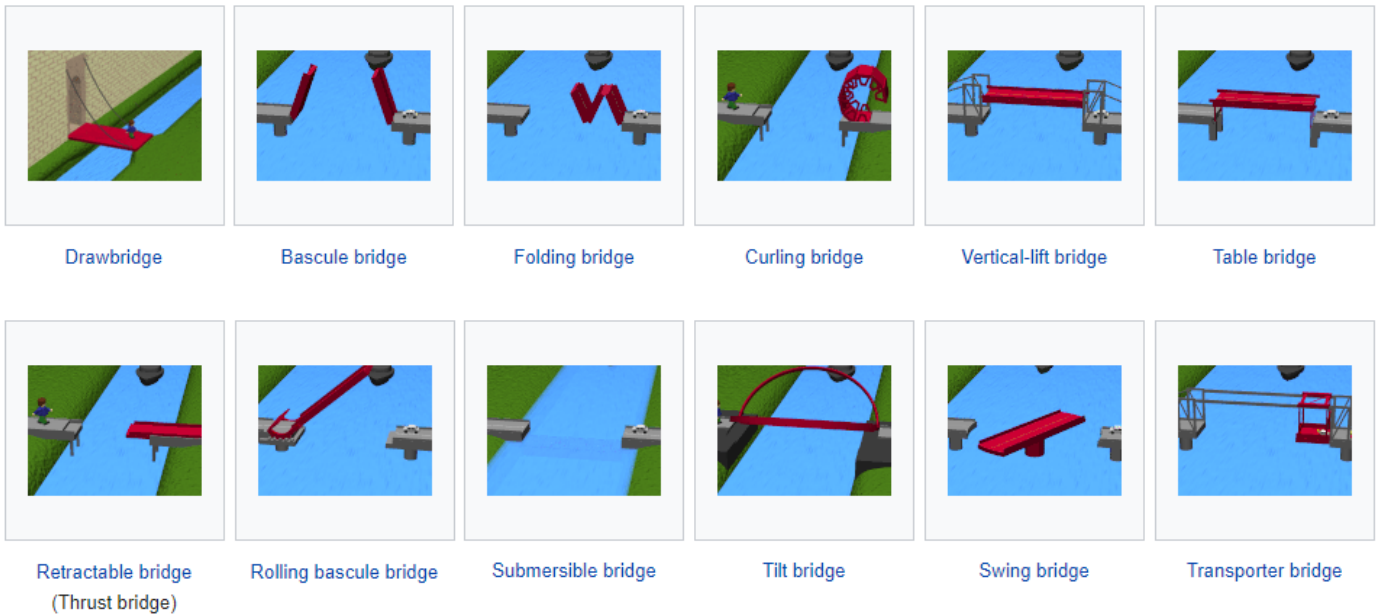 Drawbridge
Bascule bridge
Folding bridge
Curling bridge
Vertical-lift bridge
Table bridge
Retractable bridge
(Thrust bridge)
Rolling bascule bridge
Submersible bridge
Tilt bridge
Swing bridge
Transporter bridge